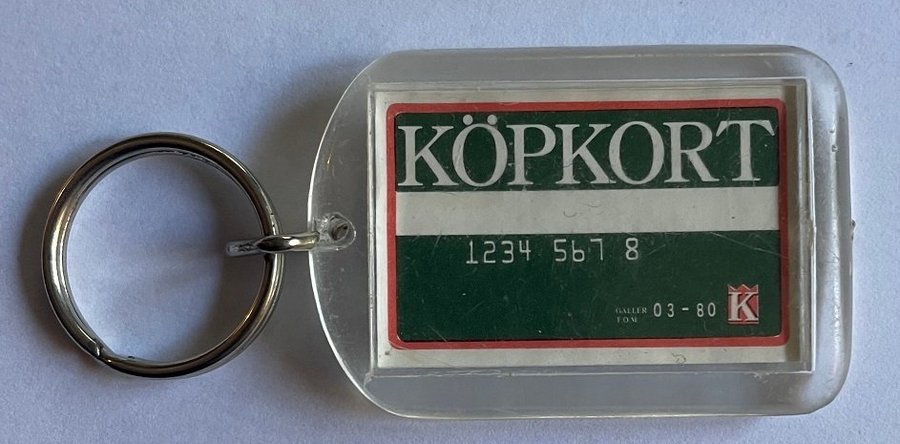 KÖPKORT
1234 567 8
GÄLLER 03-80
F.O.M
K